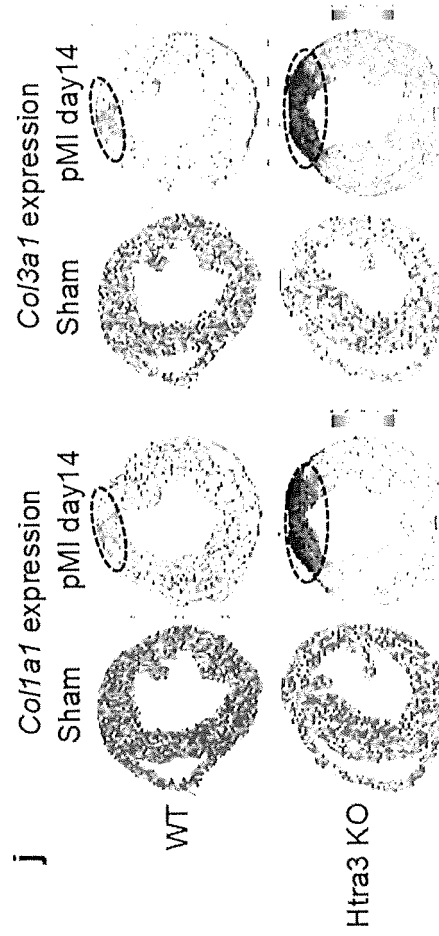 j
Col1a1 expression
Col3a1 expression
Sham
pMI day14
Sham
pMI day14
WT
Htra3 KO